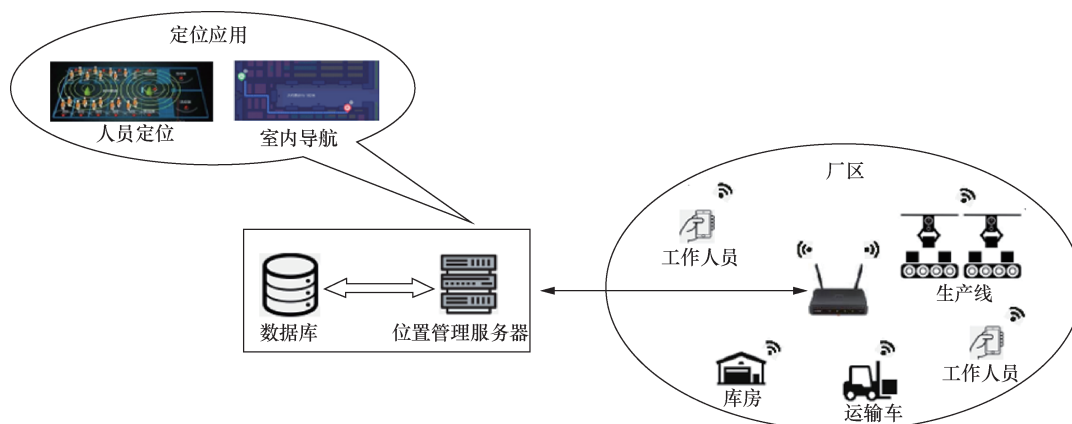 定位应用
人员定位
室内导航
数据库
位置管理服务器
厂区
工作人员
生产线
工作人员
库房
运输车